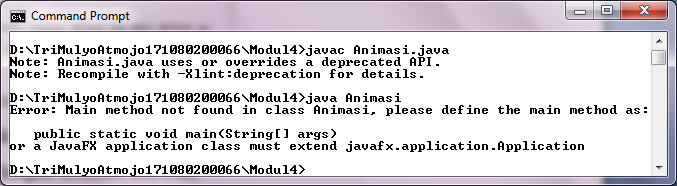 Command Prompt
D:\TriMulyoAtmojo171080200066\Modul4>javac Animasi.java
Note: Animasi.java uses or overrides a deprecated API.
Note: Recompile with -Xlint:deprecation for details.
D:\TriMulyoAtmojo171080200066\Modul4>java Animasi
Error: Main method not found in class Animasi, please define the main method as:
public static void main(String[] args)
or a JavaFX application class must extend javafx.application.Application
D:\TriMulyoAtmojo171080200066\Modul4>